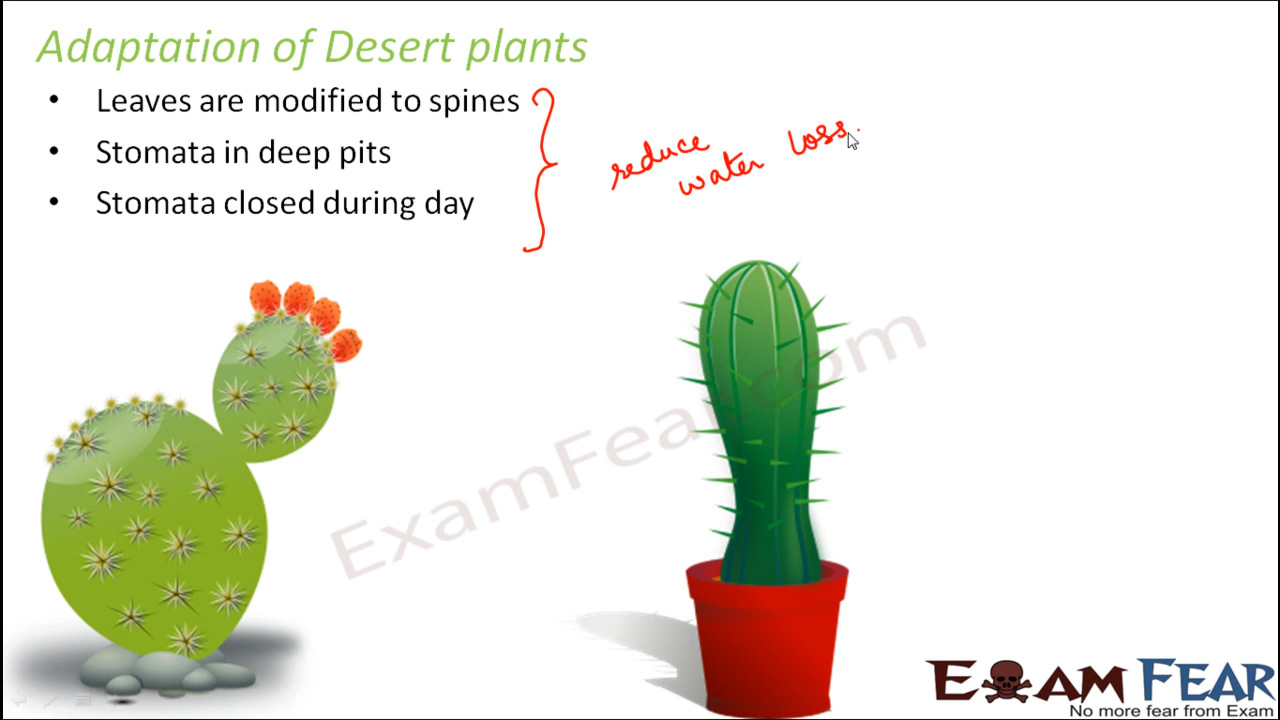 Adaptation of Desert plants
• Leaves are modified to spines
• Stomata in deep pits
• Stomata closed during day
reduce
water loss.
ExamFear.com
EXAM FEAR
No more fear from Exam